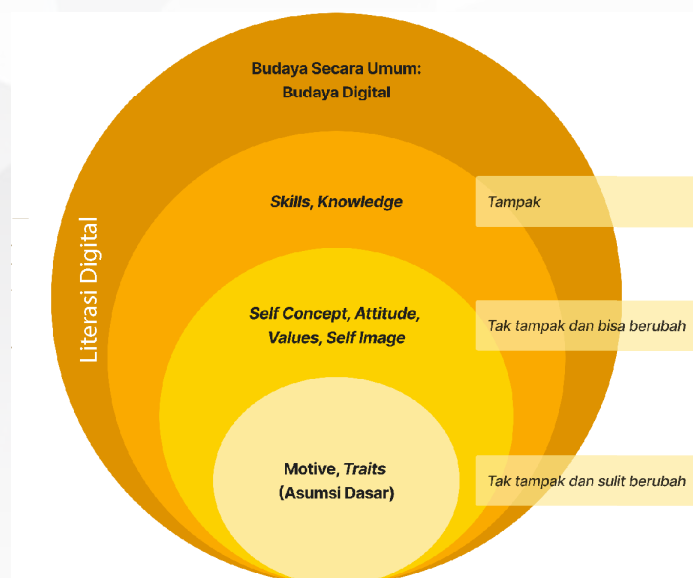 Budaya Secara Umum:
Budaya Digital
Skills, Knowledge
Tampak
Literasi Digital
Self Concept, Attitude,
Values, Self Image
Tak tampak dan bisa berubah
Motive, Traits
(Asumsi Dasar)
Tak tampak dan sulit berubah